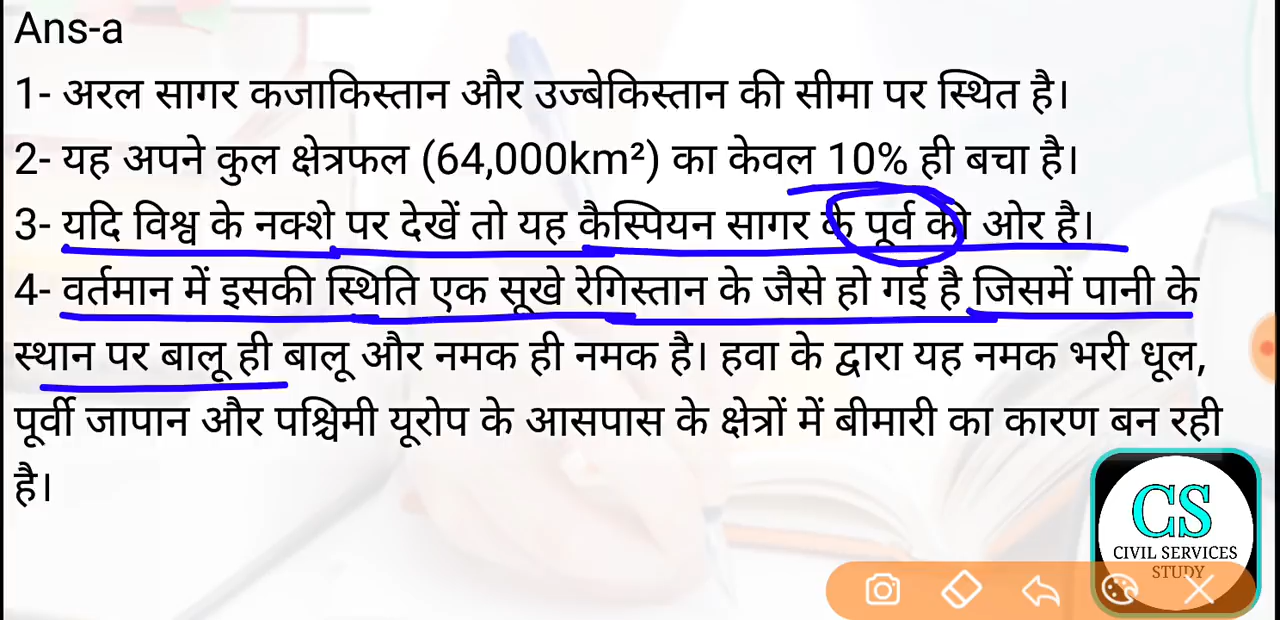 Ans-a
1- अरल सागर कजाकिस्तान और उज्बेकिस्तान की सीमा पर स्थित है।
2- यह अपने कुल क्षेत्रफल (64,000km²) का केवल 10% ही बचा है।
3- यदि विश्व के नक्शे पर देखें तो यह कैस्पियन सागर के पूर्व की ओर है।
4- वर्तमान में इसकी स्थिति एक सूखे रेगिस्तान के जैसे हो गई है जिसमें पानी के
स्थान पर बालू ही बालू और नमक ही नमक है। हवा के द्वारा यह नमक भरी धूल,
पूर्वी जापान और पश्चिमी यूरोप के आसपास के क्षेत्रों में बीमारी का कारण बन रही
है।
CS
CIVIL SERVICES
STUDY